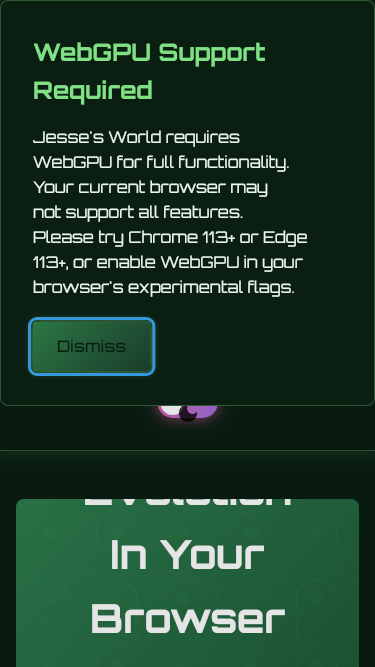 WebGPU Support
Required
Jesse's World requires
WebGPU for full functionality.
Your current browser may
not support all features.
Please try Chrome 113+ or Edge
113+, or enable WebGPU in your
browser's experimental flags.
Dismiss
Evolution
In Your
Browser